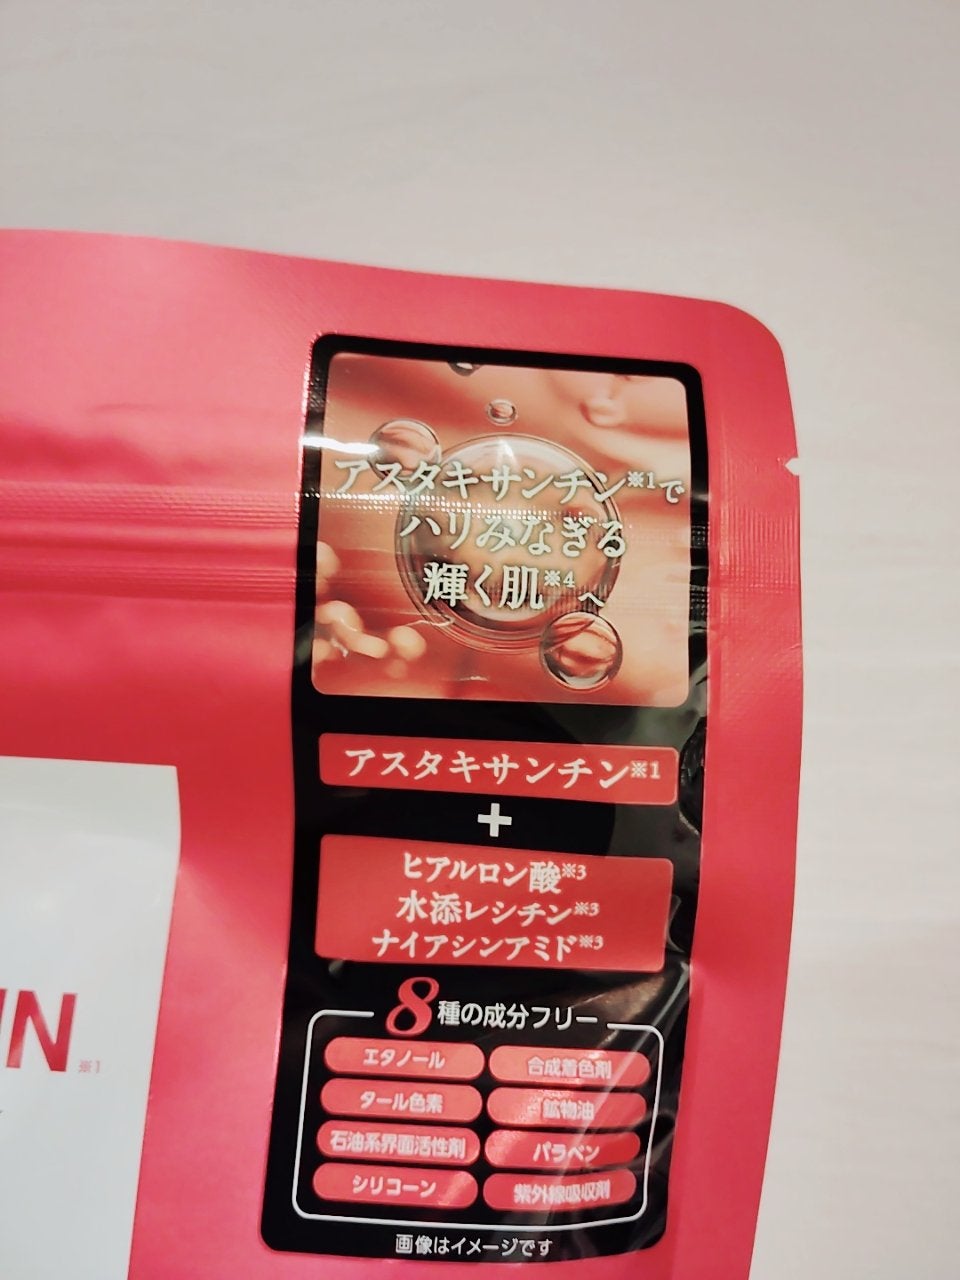 アスタキサンチン※1で
ハリみなぎる
輝く肌※4へ
アスタキサンチン※1
+
ヒアルロン酸※3
水添レシチン※3
ナイアシンアミド※3
8種の成分フリー
エタノール 合成着色剤
タール色素 鉱物油
石油系界面活性剤 パラベン
シリコーン 紫外線吸収剤
画像はイメージです
IN※1